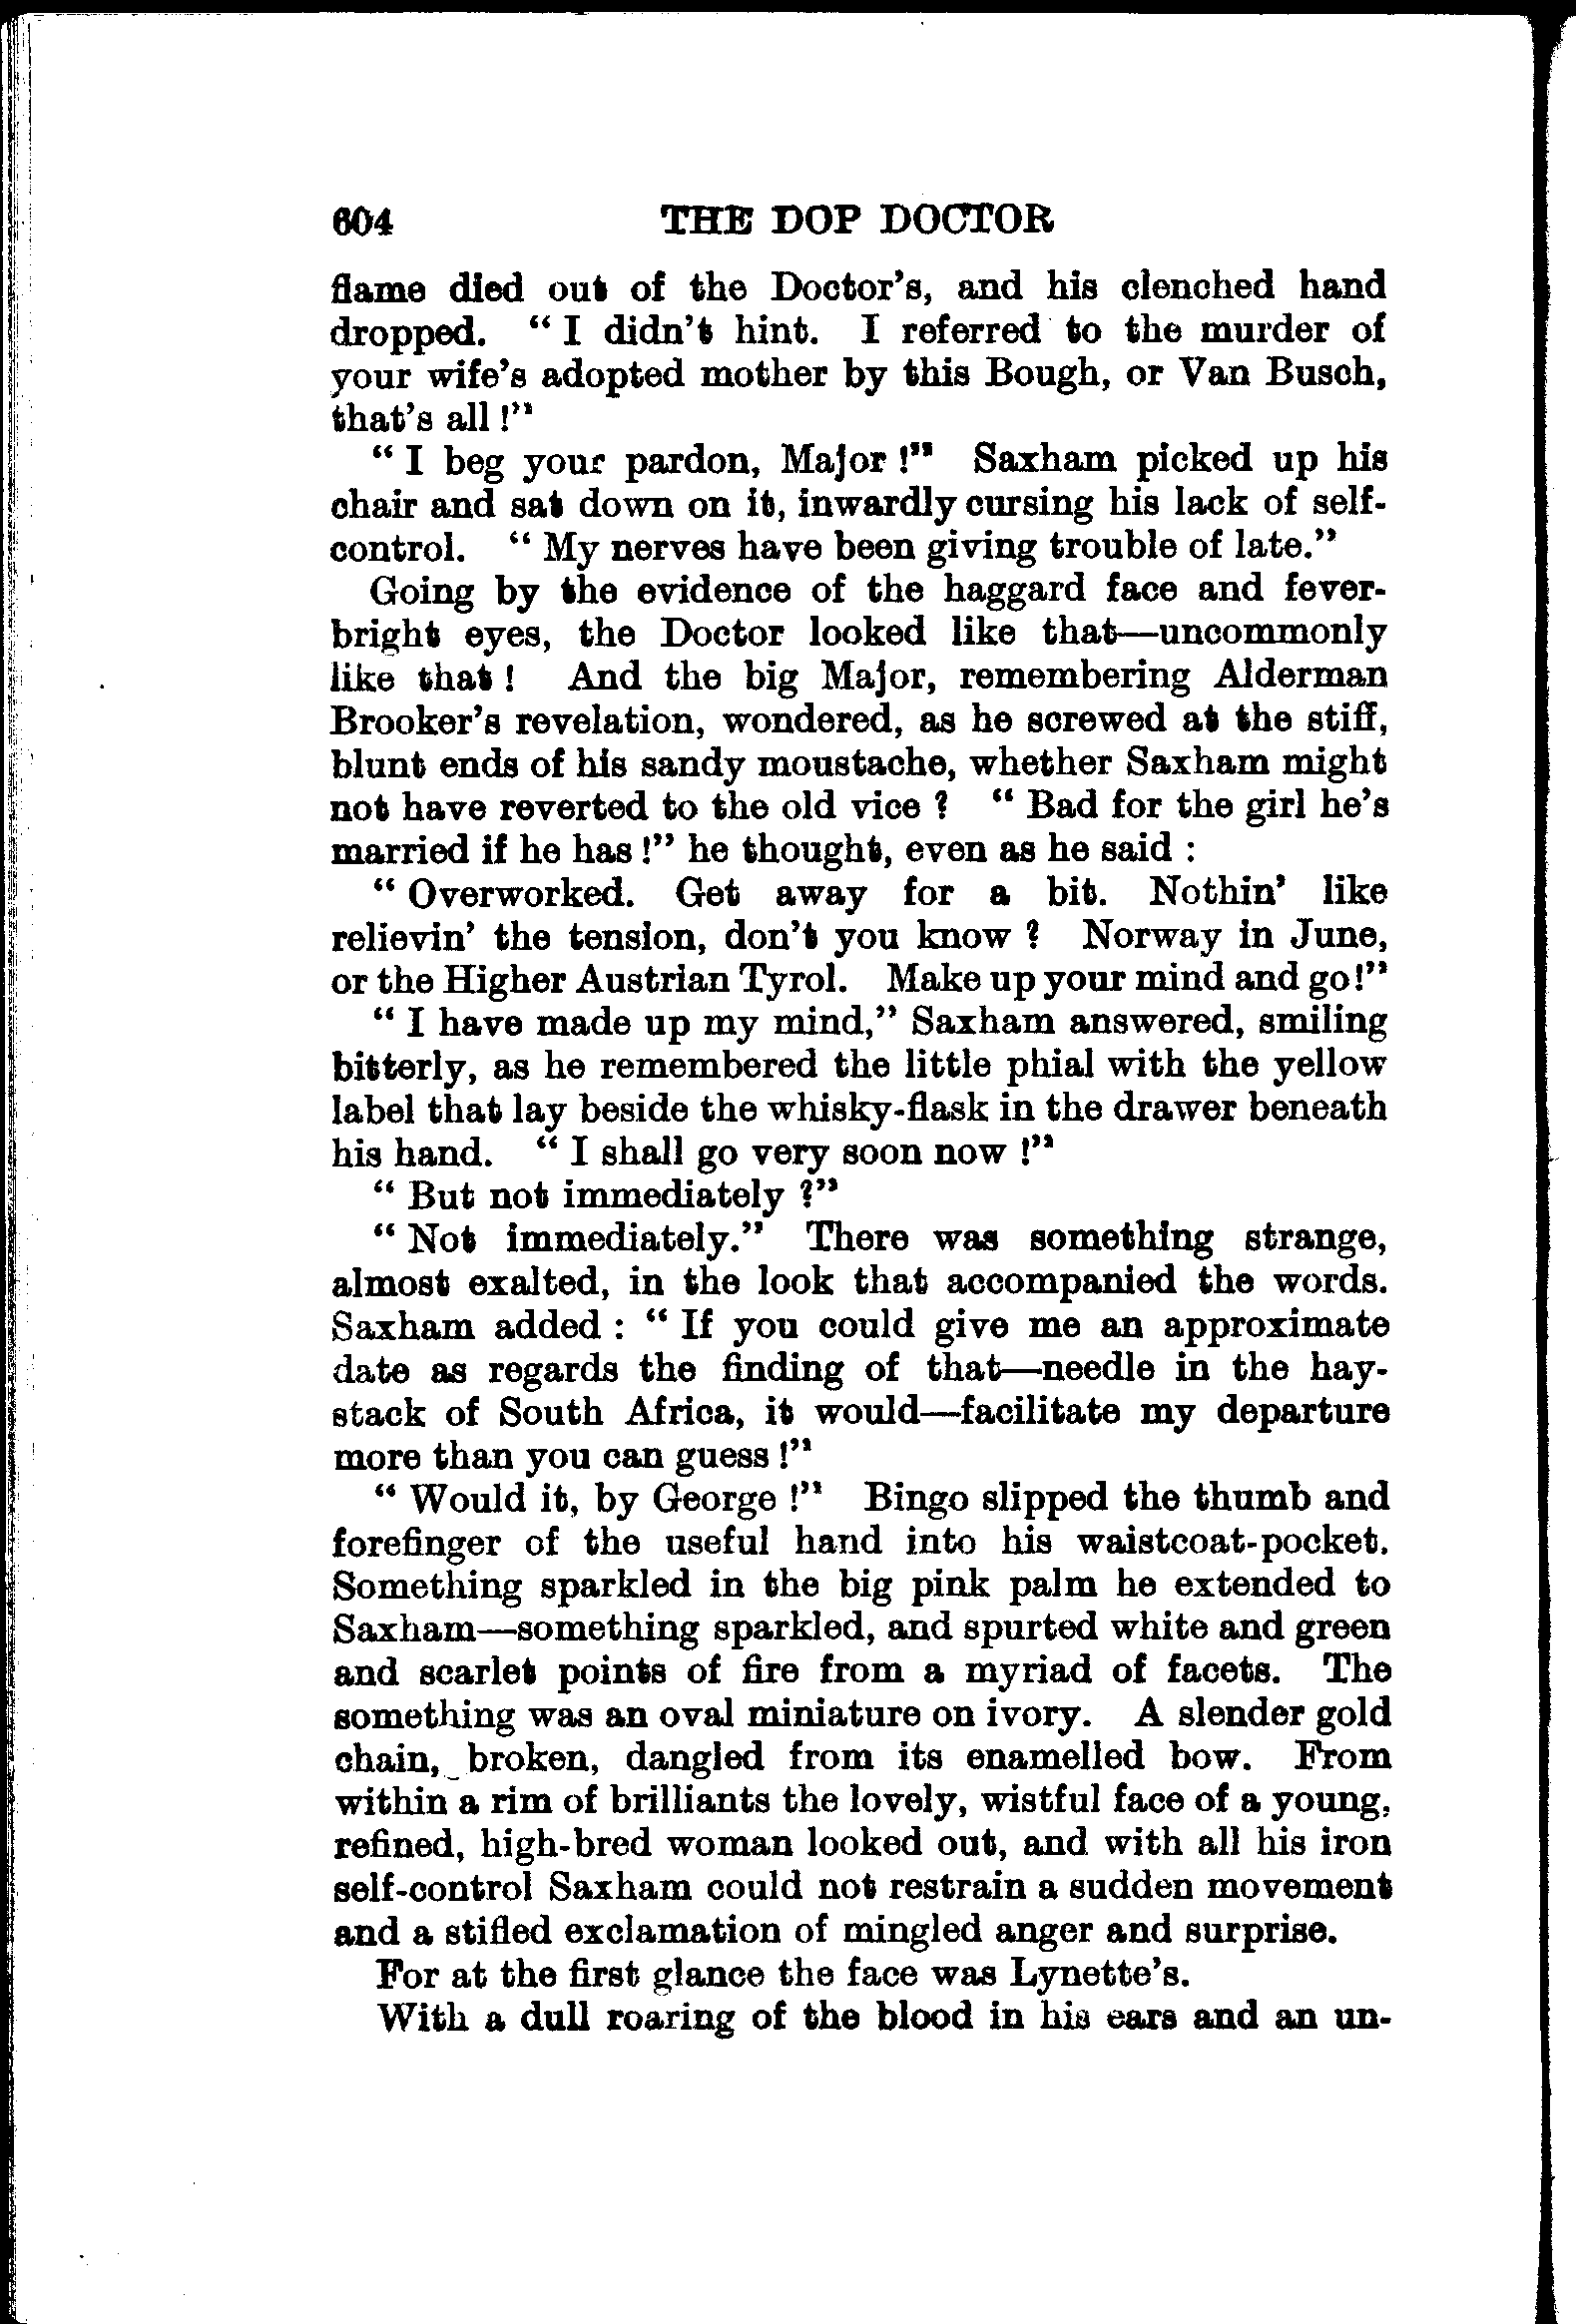 604 THE DOP DOCTOR
flame died out of the Doctor's, and his clenched hand
dropped. "I didn't hint. I referred to the murder of
your wife's adopted mother by this Bough, or Van Busch,
that's all!"
"I beg your pardon, Major!" Saxham picked up his
chair and sat down on it, inwardly cursing his lack of self-
control. "My nerves have been giving trouble of late."
Going by the evidence of the haggard face and fever-
bright eyes, the Doctor looked like that—uncommonly
like that! And the big Major, remembering Alderman
Brooker's revelation, wondered, as he screwed at the stiff,
blunt ends of his sandy moustache, whether Saxham might
not have reverted to the old vice? "Bad for the girl he's
married if he has!" he thought, even as he said:
"Overworked. Get away for a bit. Nothin' like
relievin' the tension, don't you know? Norway in June,
or the Higher Austrian Tyrol. Make up your mind and go!"
"I have made up my mind," Saxham answered, smiling
bitterly, as he remembered the little phial with the yellow
label that lay beside the whisky-flask in the drawer beneath
his hand. "I shall go very soon now!"
"But not immediately?"
"Not immediately." There was something strange,
almost exalted, in the look that accompanied the words.
Saxham added: "If you could give me an approximate
date as regards the finding of that—needle in the hay-
stack of South Africa, it would—facilitate my departure
more than you can guess!"
"Would it, by George!" Bingo slipped the thumb and
forefinger of the useful hand into his waistcoat-pocket.
Something sparkled in the big pink palm he extended to
Saxham—something sparkled, and spurted white and green
and scarlet points of fire from a myriad of facets. The
something was an oval miniature on ivory. A slender gold
chain, broken, dangled from its enamelled bow. From
within a rim of brilliants the lovely, wistful face of a young,
refined, high-bred woman looked out, and with all his iron
self-control Saxham could not restrain a sudden movement
and a stifled exclamation of mingled anger and surprise.
For at the first glance the face was Lynette's.
With a dull roaring of the blood in his ears and an un-